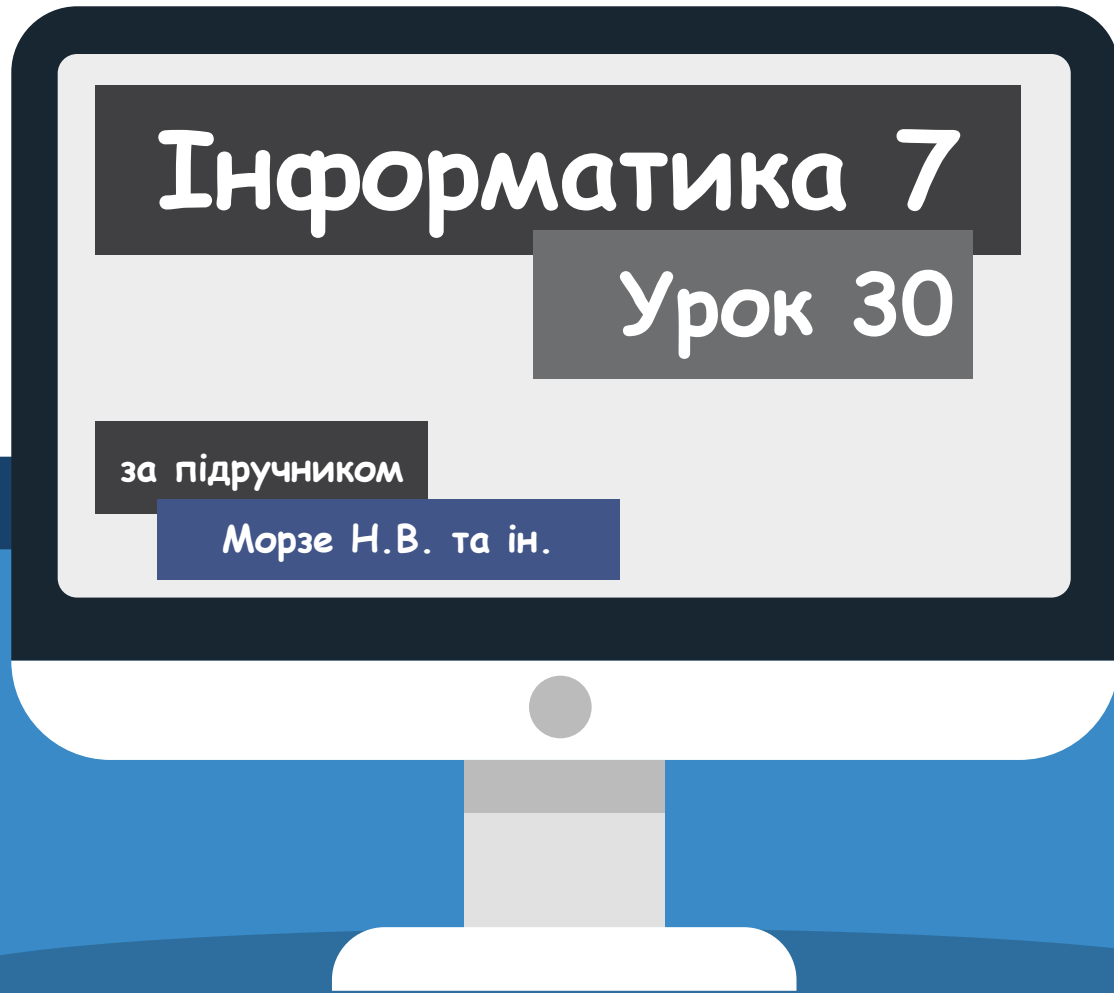 Інформатика 7
Урок 30
за підручником
Морзе Н.В. та ін.